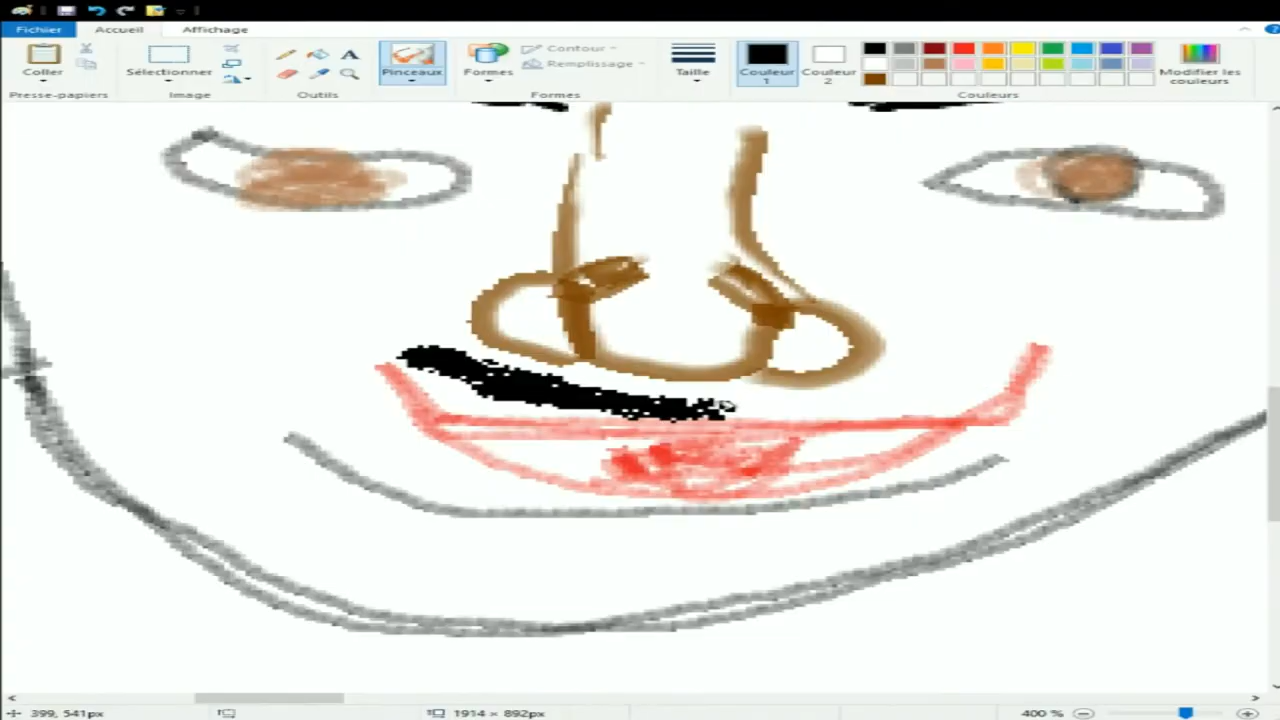 Fichier Accueil Affichage
Coller
Sélectionner
Pinceaux
Formes
Contour
Remplissage
Taille
Couleur 1
Couleur 2
Modifier les couleurs
Presse-papiers Image Outils Formes Couleurs
399, 541px 1914 × 892px 400 %